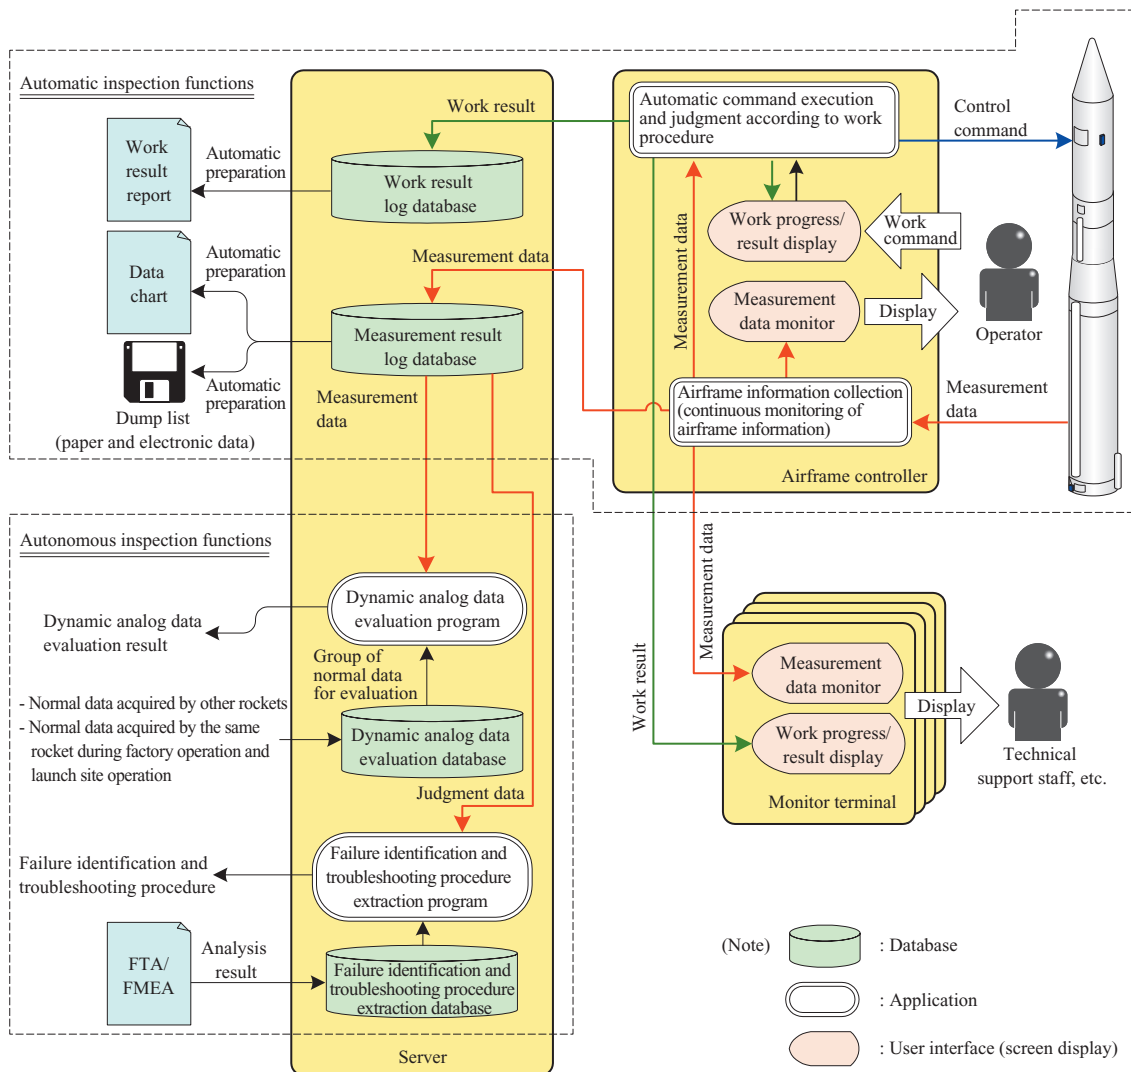 Automatic inspection functions
Work
result
report
Automatic
preparation
Work result
Work result
log database
Data
chart
Automatic
preparation
Measurement data
Measurement result
log database
Automatic
preparation
Dump list
(paper and electronic data)
Measurement
data
Automatic command execution
and judgment according to work
procedure
Control
command
Measurement data
Work progress/
result display
Work
command
Measurement
data monitor
Display
Operator
Airframe information collection
(continuous monitoring of
airframe information)
Measurement
data
Airframe controller
Autonomous inspection functions
Dynamic analog data
evaluation program
Dynamic analog data
evaluation result
Group of
normal data
for evaluation
- Normal data acquired by other rockets
- Normal data acquired by the same
rocket during factory operation and
launch site operation
Dynamic analog data
evaluation database
Judgment data
Failure identification and
troubleshooting procedure
extraction program
Failure identification and
troubleshooting procedure
FTA/
FMEA
Analysis
result
Failure identification and
troubleshooting procedure
extraction database
Server
Work result
Measurement data
Measurement
data monitor
Work progress/
result display
Display
Monitor terminal
Technical
support staff, etc.
(Note)
: Database
: Application
: User interface (screen display)